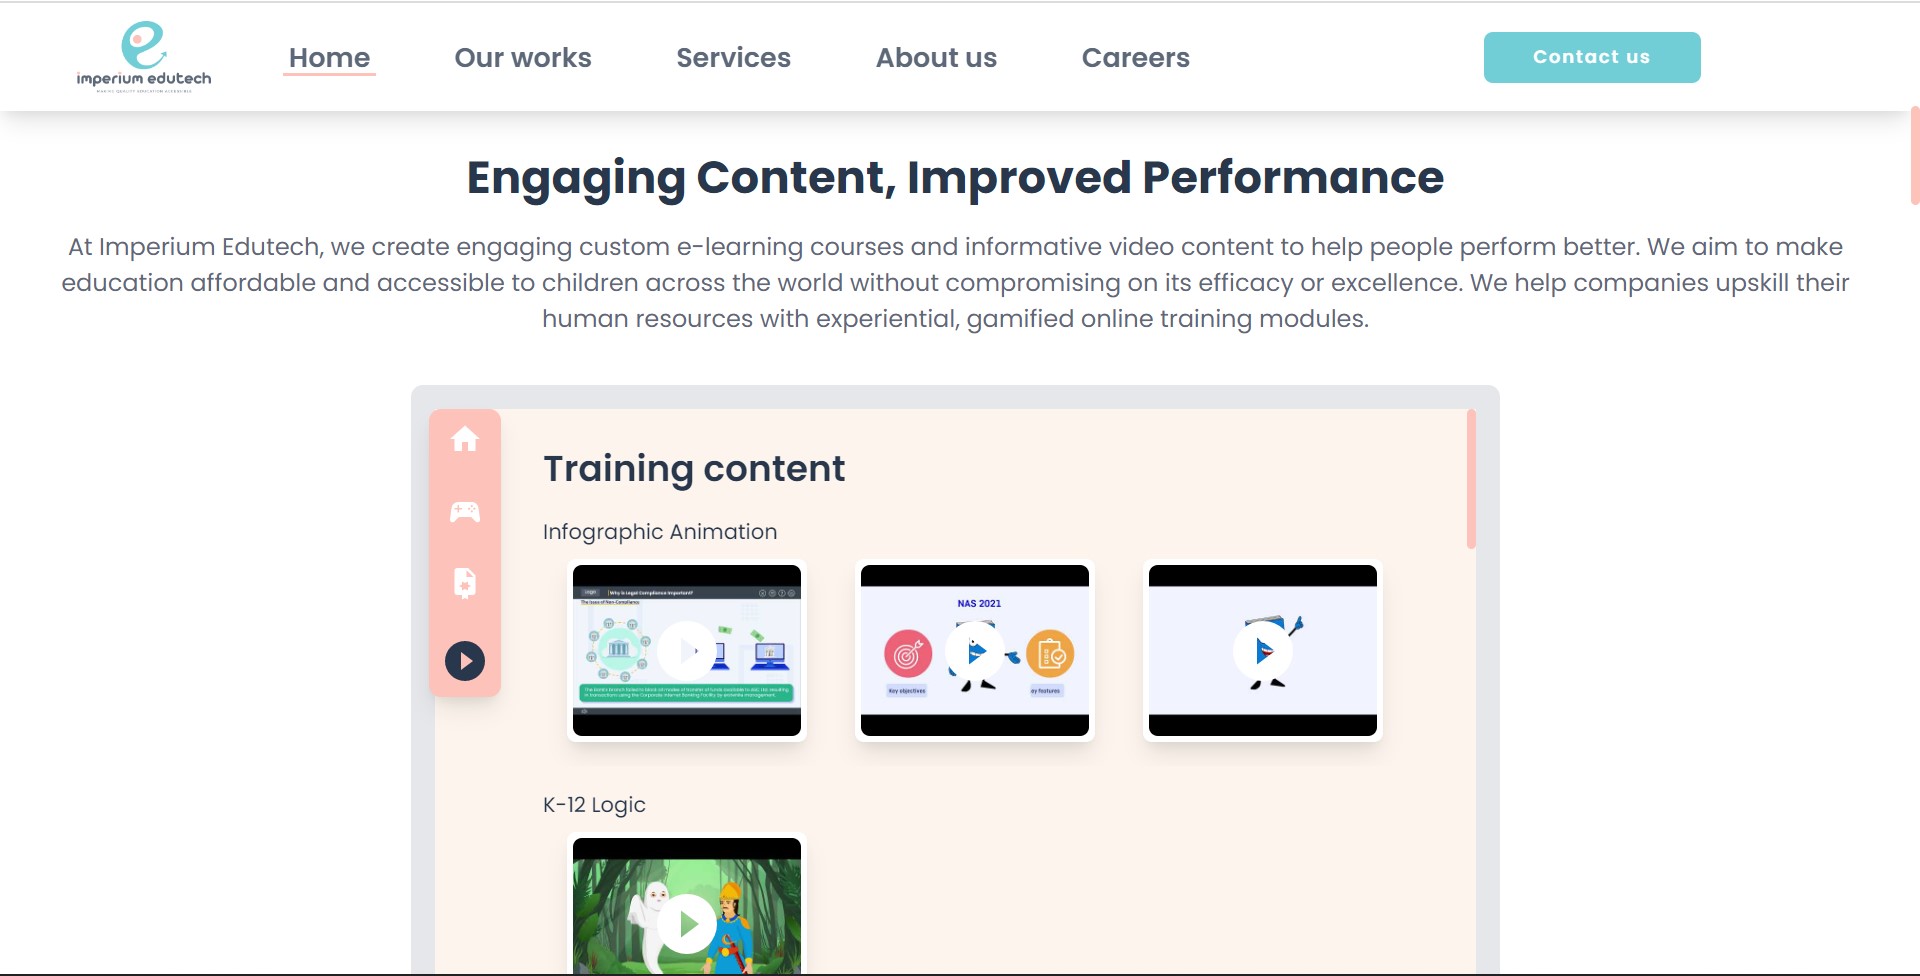 imperium edutech
MAKING QUALITY EDUCATION ACCESSIBLE
Home
Our works
Services
About us
Careers
Contact us
Engaging Content, Improved Performance
At Imperium Edutech, we create engaging custom e-learning courses and informative video content to help people perform better. We aim to make
education affordable and accessible to children across the world without compromising on its efficacy or excellence. We help companies upskill their
human resources with experiential, gamified online training modules.
Training content
Infographic Animation
Why is Legal Compliance Important?
The Issue of Non-Compliance
NAS 2021
Key objectives
ey features
K-12 Logic